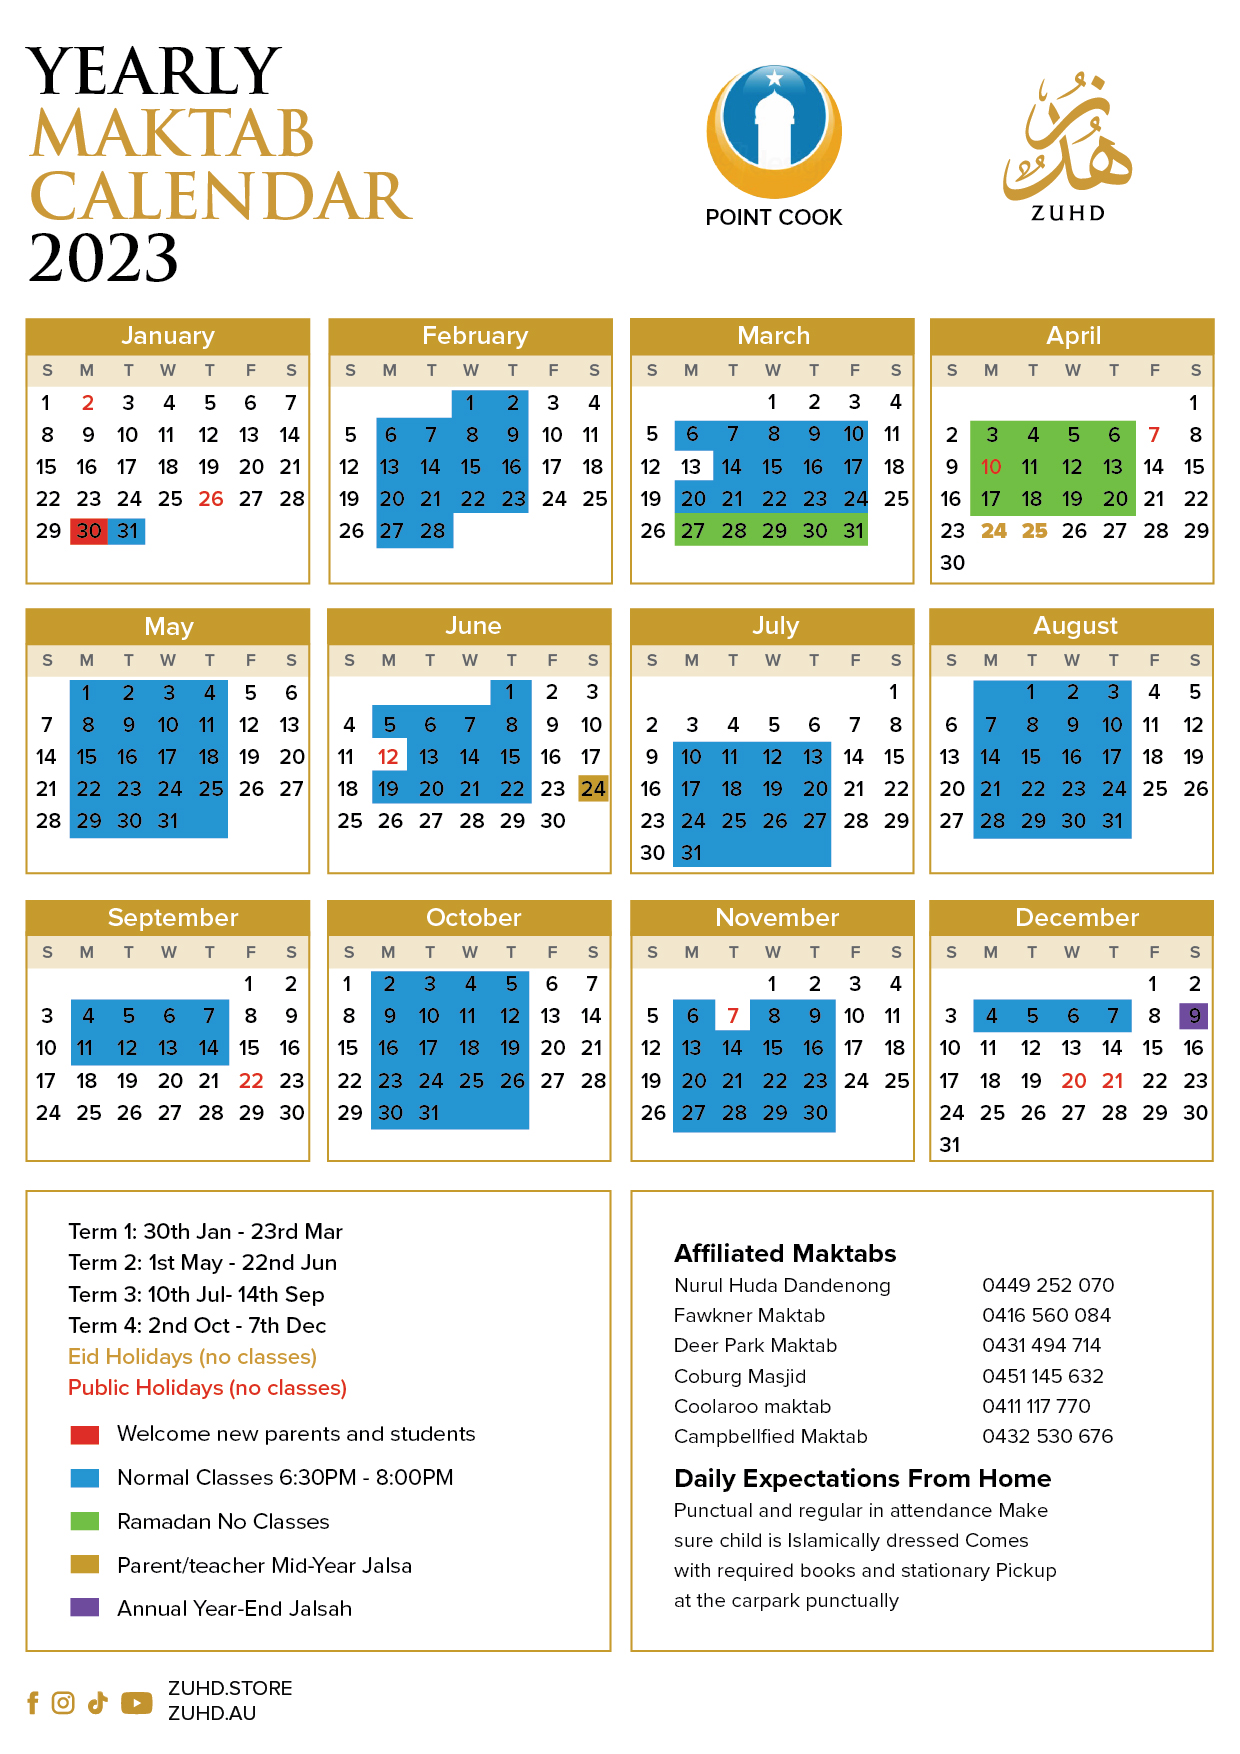 YEARLY
MAKTAB
CALENDAR
2023
POINT COOK
زهد
ZUHD
January
S M T W T F S
1 2 3 4 5 6 7
8 9 10 11 12 13 14
15 16 17 18 19 20 21
22 23 24 25 26 27 28
29 30 31
February
S M T W T F S
1 2 3 4
5 6 7 8 9 10 11
12 13 14 15 16 17 18
19 20 21 22 23 24 25
26 27 28
March
S M T W T F S
1 2 3 4
5 6 7 8 9 10 11
12 13 14 15 16 17 18
19 20 21 22 23 24 25
26 27 28 29 30 31
April
S M T W T F S
1
2 3 4 5 6 7 8
9 10 11 12 13 14 15
16 17 18 19 20 21 22
23 24 25 26 27 28 29
30
May
S M T W T F S
1 2 3 4 5 6
7 8 9 10 11 12 13
14 15 16 17 18 19 20
21 22 23 24 25 26 27
28 29 30 31
June
S M T W T F S
1 2 3
4 5 6 7 8 9 10
11 12 13 14 15 16 17
18 19 20 21 22 23 24
25 26 27 28 29 30
July
S M T W T F S
1
2 3 4 5 6 7 8
9 10 11 12 13 14 15
16 17 18 19 20 21 22
23 24 25 26 27 28 29
30 31
August
S M T W T F S
1 2 3 4 5
6 7 8 9 10 11 12
13 14 15 16 17 18 19
20 21 22 23 24 25 26
27 28 29 30 31
September
S M T W T F S
1 2
3 4 5 6 7 8 9
10 11 12 13 14 15 16
17 18 19 20 21 22 23
24 25 26 27 28 29 30
October
S M T W T F S
1 2 3 4 5 6 7
8 9 10 11 12 13 14
15 16 17 18 19 20 21
22 23 24 25 26 27 28
29 30 31
November
S M T W T F S
1 2 3 4
5 6 7 8 9 10 11
12 13 14 15 16 17 18
19 20 21 22 23 24 25
26 27 28 29 30
December
S M T W T F S
1 2
3 4 5 6 7 8 9
10 11 12 13 14 15 16
17 18 19 20 21 22 23
24 25 26 27 28 29 30
31
Term 1: 30th Jan - 23rd Mar
Term 2: 1st May - 22nd Jun
Term 3: 10th Jul- 14th Sep
Term 4: 2nd Oct - 7th Dec
Eid Holidays (no classes)
Public Holidays (no classes)
Welcome new parents and students
Normal Classes 6:30PM - 8:00PM
Ramadan No Classes
Parent/teacher Mid-Year Jalsa
Annual Year-End Jalsah
Affiliated Maktabs
Nurul Huda Dandenong 0449 252 070
Fawkner Maktab 0416 560 084
Deer Park Maktab 0431 494 714
Coburg Masjid 0451 145 632
Coolaroo maktab 0411 117 770
Campbellfied Maktab 0432 530 676
Daily Expectations From Home
Punctual and regular in attendance Make
sure child is Islamically dressed Comes
with required books and stationary Pickup
at the carpark punctually
ZUHD.STORE
ZUHD.AU